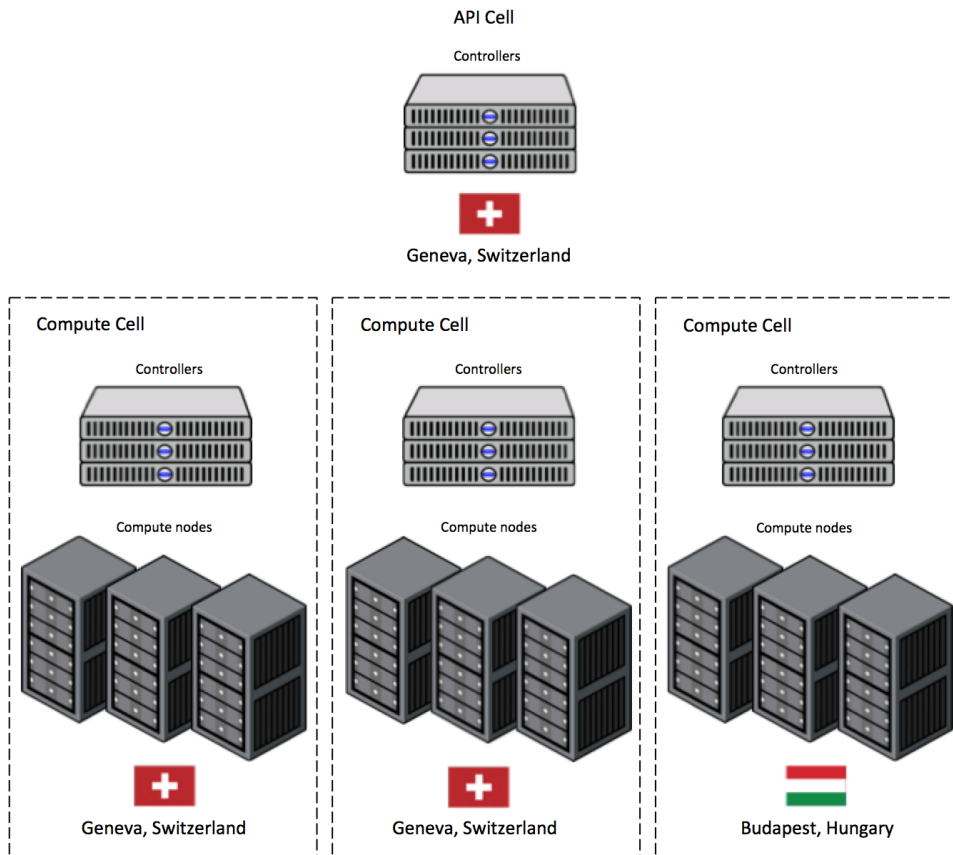 API Cell
Controllers
Geneva, Switzerland
Compute Cell
Controllers
Compute nodes
Geneva, Switzerland
Compute Cell
Controllers
Compute nodes
Geneva, Switzerland
Compute Cell
Controllers
Compute nodes
Budapest, Hungary